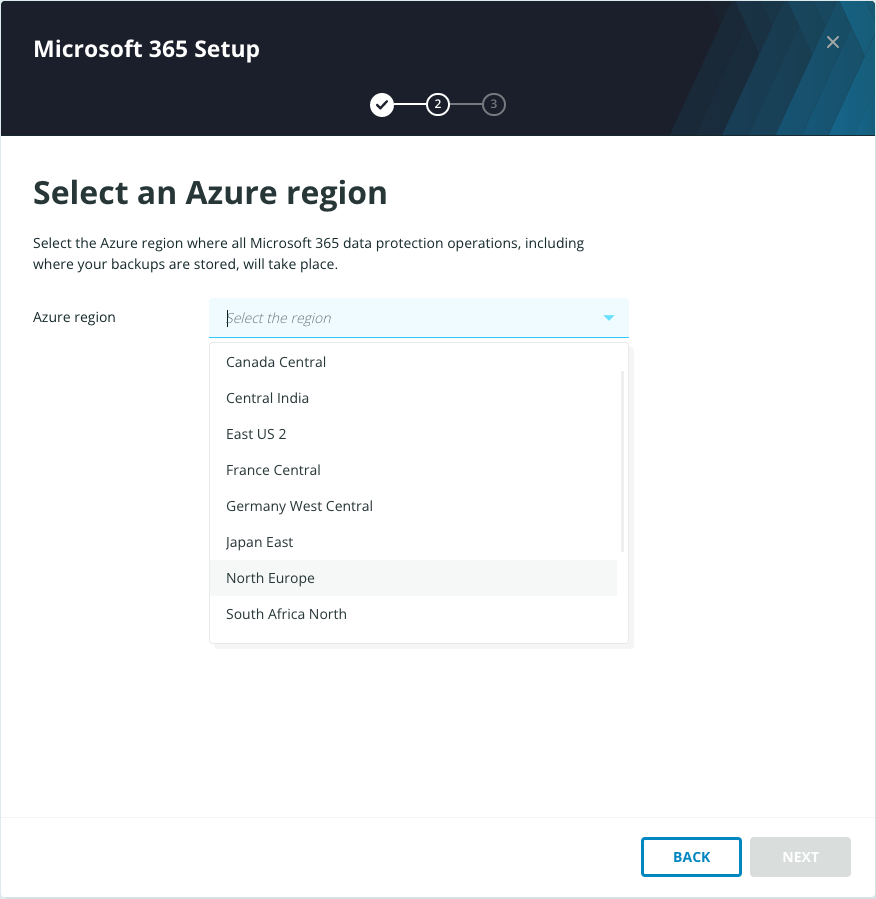 Microsoft 365 Setup
2
3
Select an Azure region
Select the Azure region where all Microsoft 365 data protection operations, including
where your backups are stored, will take place.
Azure region
Select the region
Canada Central
Central India
East US 2
France Central
Germany West Central
Japan East
North Europe
South Africa North
BACK
NEXT